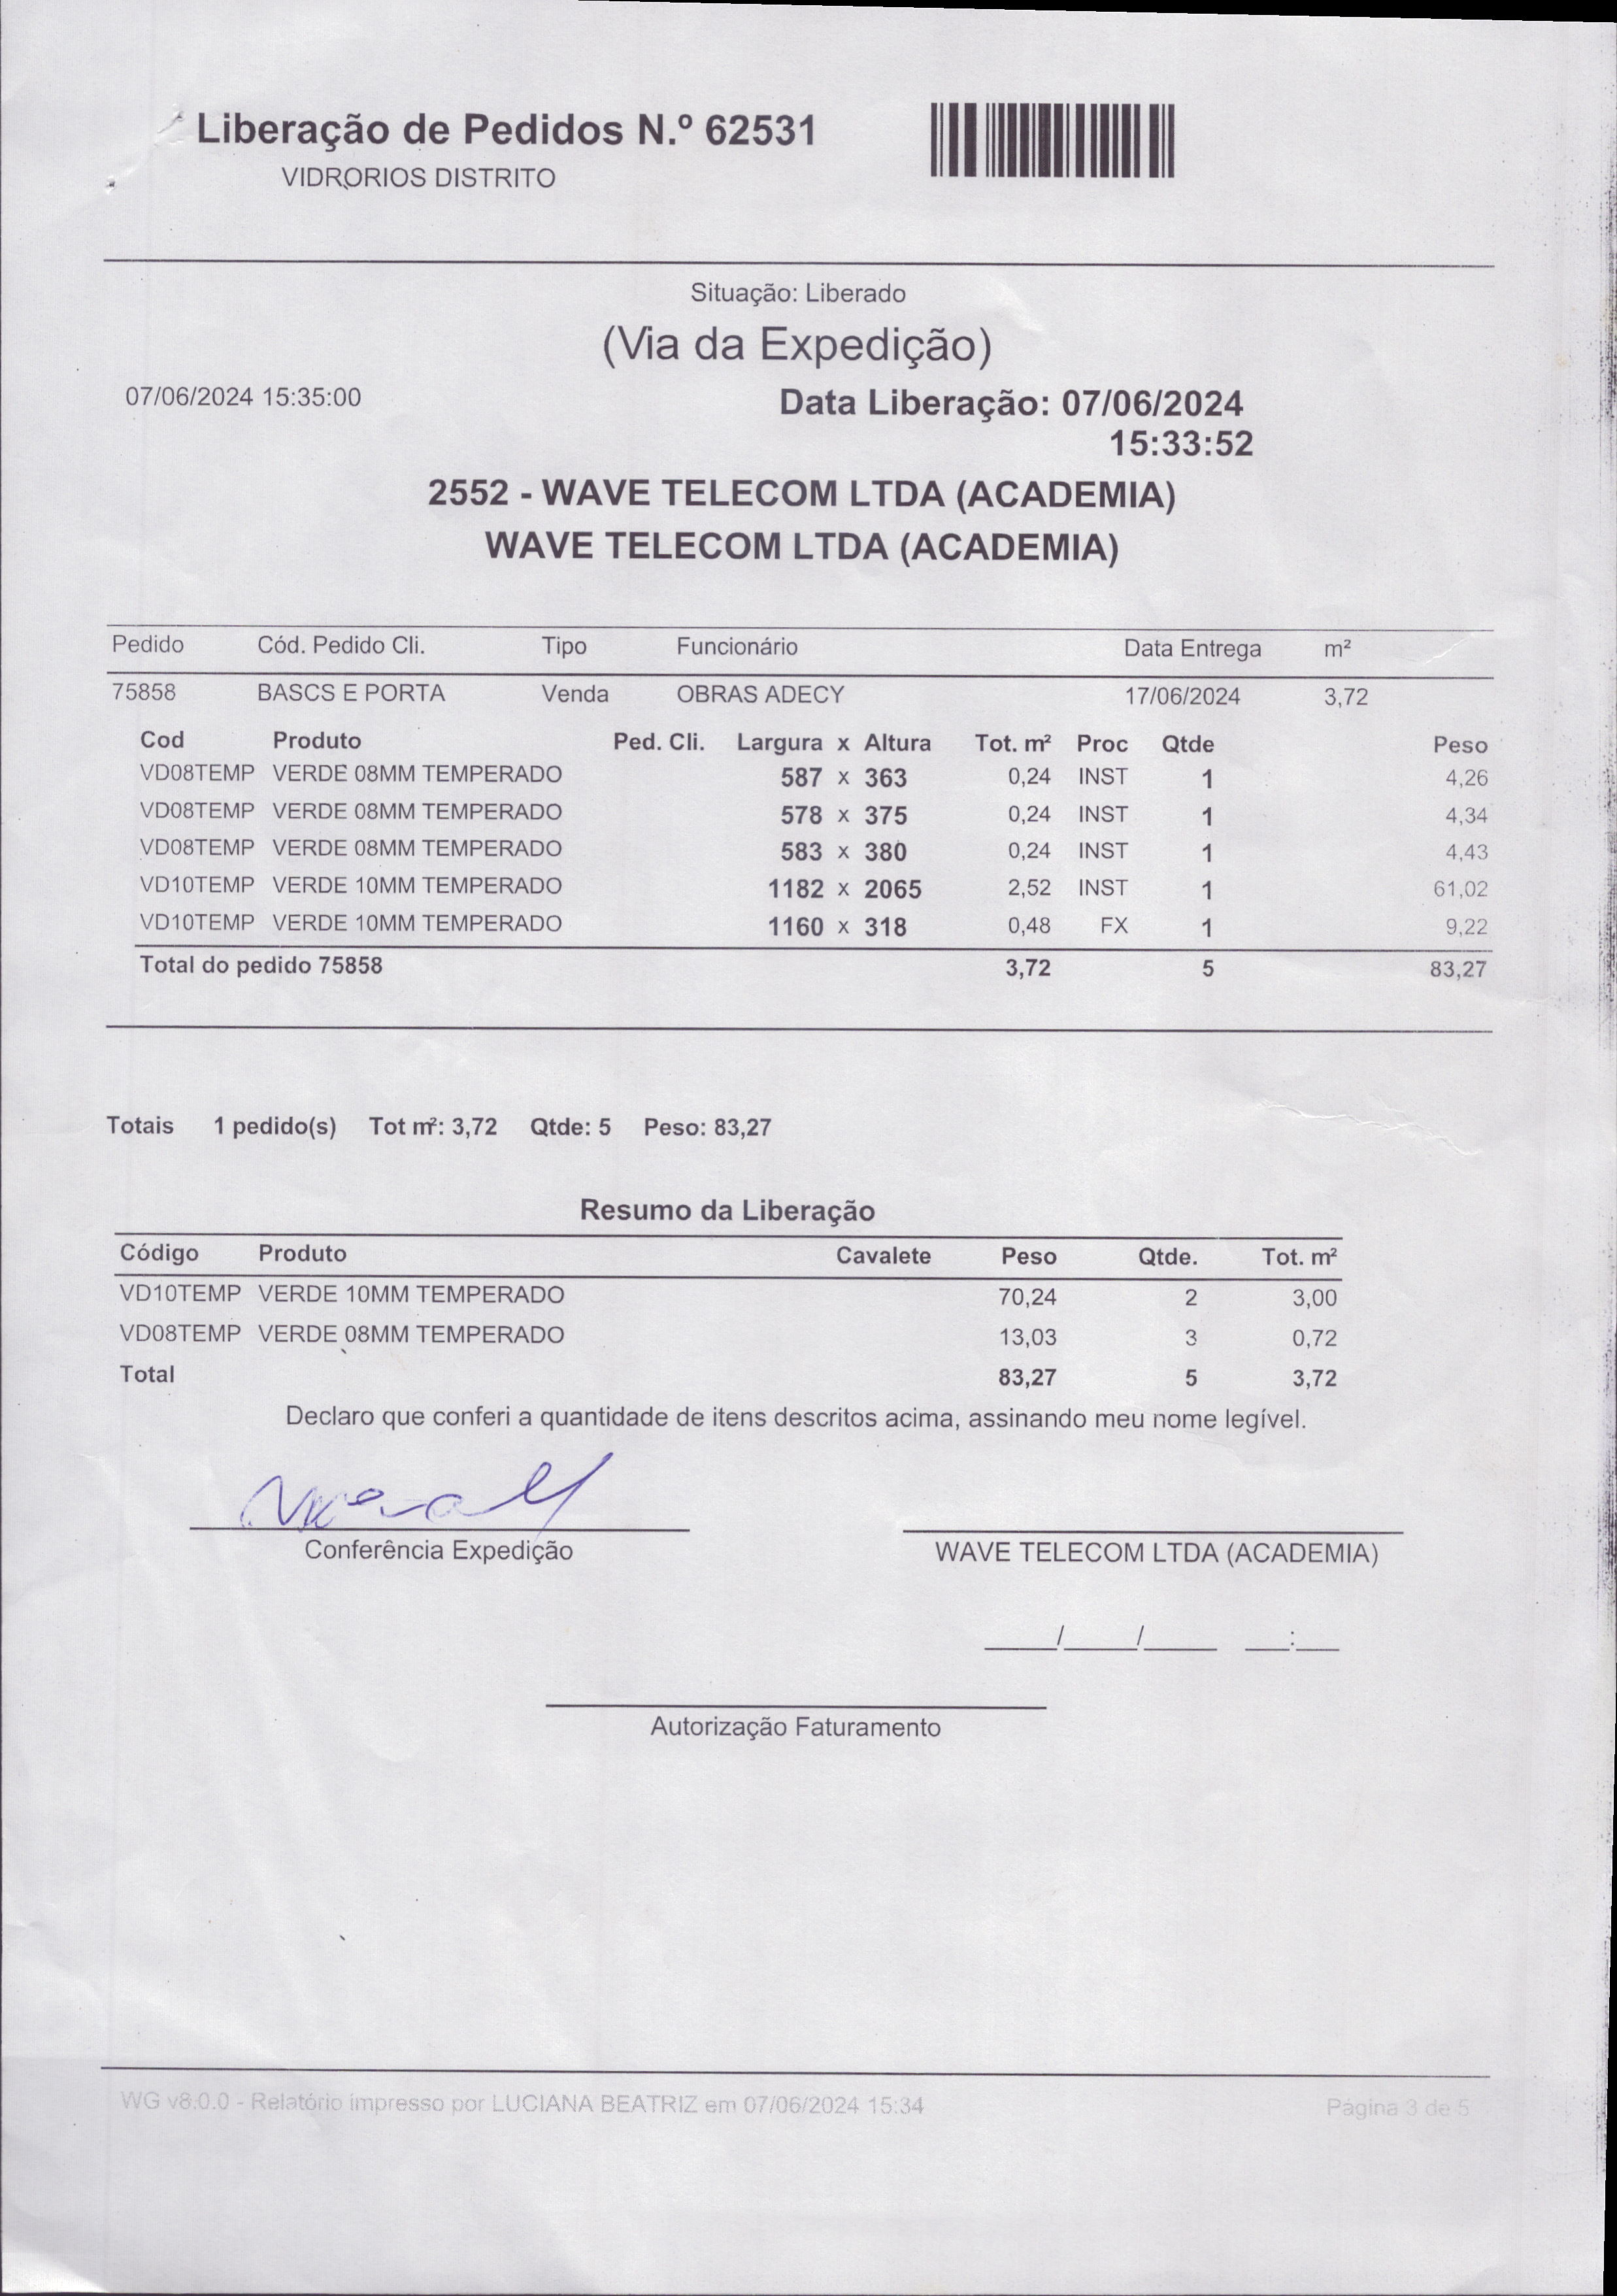 Liberação de Pedidos N.º 62531
VIDRORIOS DISTRITO
Situação: Liberado
(Via da Expedição)
07/06/2024 15:35:00 Data Liberação: 07/06/2024
15:33:52
2552 - WAVE TELECOM LTDA (ACADEMIA)
WAVE TELECOM LTDA (ACADEMIA)
Pedido Cód. Pedido Cli. Tipo Funcionário Data Entrega m²
75858 BASCS E PORTA Venda OBRAS ADECY 17/06/2024 3,72
Cod Produto Ped. Cli. Largura x Altura Tot. m² Proc Qtde Peso
VD08TEMP VERDE 08MM TEMPERADO 587 x 363 0,24 INST 1 4,26
VD08TEMP VERDE 08MM TEMPERADO 578 x 375 0,24 INST 1 4,34
VD08TEMP VERDE 08MM TEMPERADO 583 x 380 0,24 INST 1 4,43
VD10TEMP VERDE 10MM TEMPERADO 1182 x 2065 2,52 INST 1 61,02
VD10TEMP VERDE 10MM TEMPERADO 1160 x 318 0,48 FX 1 9,22
Total do pedido 75858 3,72 5 83,27
Totais 1 pedido(s) Tot m²: 3,72 Qtde: 5 Peso: 83,27
Resumo da Liberação
Código Produto Cavalete Peso Qtde. Tot. m²
VD10TEMP VERDE 10MM TEMPERADO 70,24 2 3,00
VD08TEMP VERDE 08MM TEMPERADO 13,03 3 0,72
Total 83,27 5 3,72
Declaro que conferi a quantidade de itens descritos acima, assinando meu nome legível.
Conferência Expedição WAVE TELECOM LTDA (ACADEMIA)
____/____/____ __:__
Autorização Faturamento
WG v8.0.0 - Relatório impresso por LUCIANA BEATRIZ em 07/06/2024 15:34 Página 3 de 5